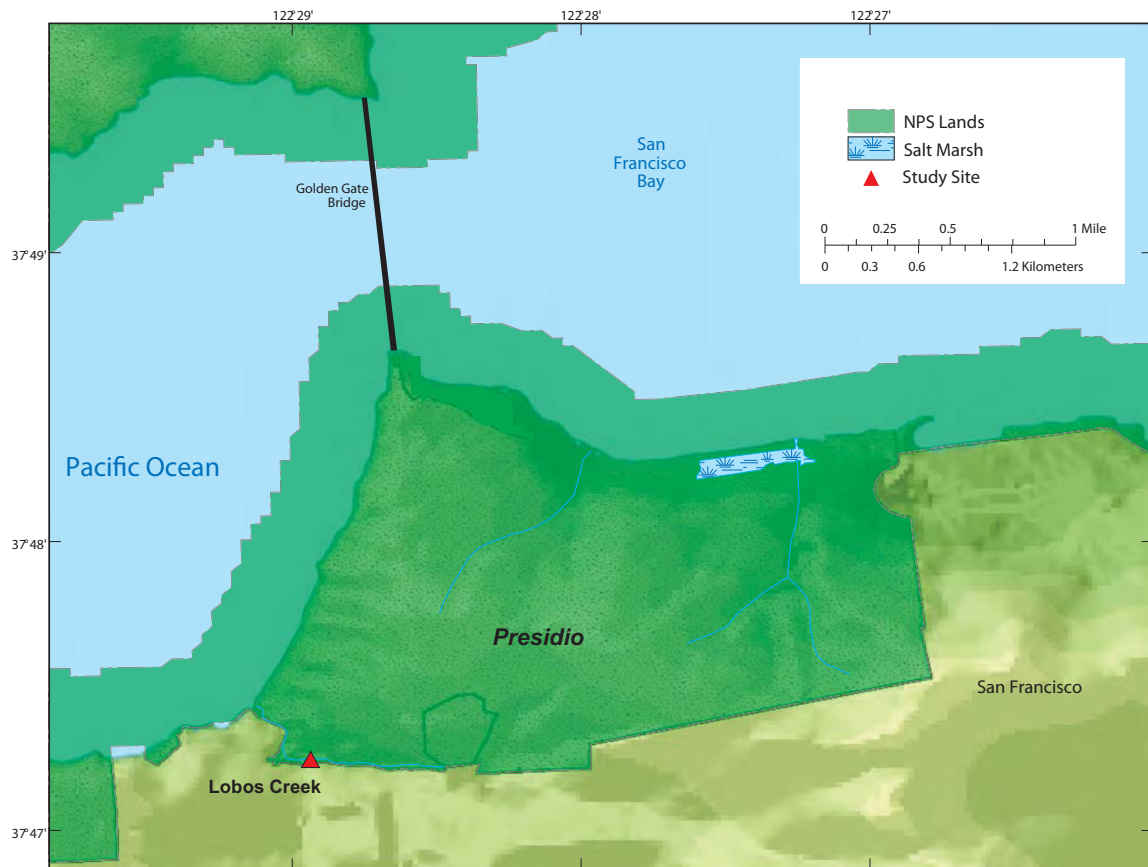 122°29' 122°28' 122°27'
NPS Lands
Salt Marsh
Study Site
0 0.25 0.5 1 Mile
0 0.3 0.6 1.2 Kilometers
San
Francisco
Bay
Golden Gate
Bridge
37°49'
Pacific Ocean
37°48'
Presidio
San Francisco
Lobos Creek
37°47'